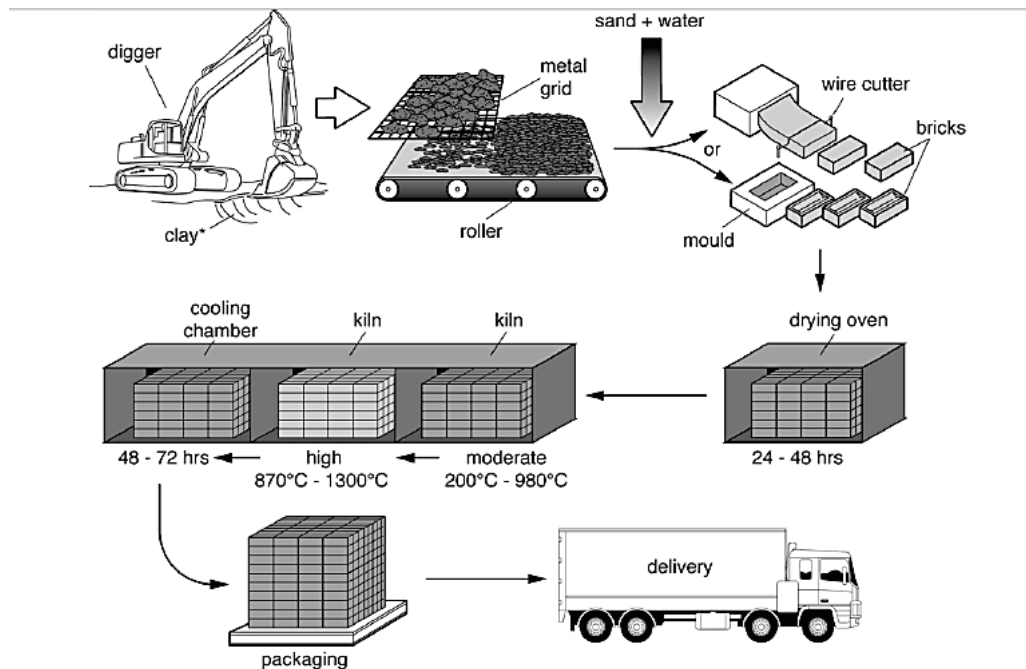 sand + water
digger
metal
grid
wire cutter
bricks
or
clay*
roller
mould
cooling
chamber
kiln
kiln
drying oven
48 - 72 hrs
high
870°C - 1300°C
moderate
200°C - 980°C
24 - 48 hrs
delivery
packaging